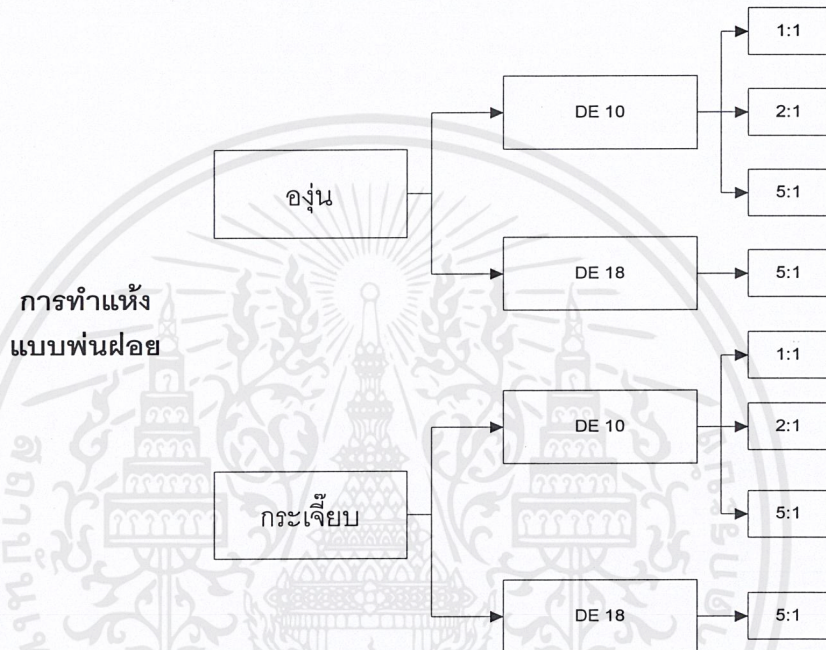 การทำแห้ง
แบบพ่นฝอย
องุ่น
DE 10
1:1
2:1
5:1
DE 18
5:1
กระเจี๊ยบ
DE 10
1:1
2:1
5:1
DE 18
5:1